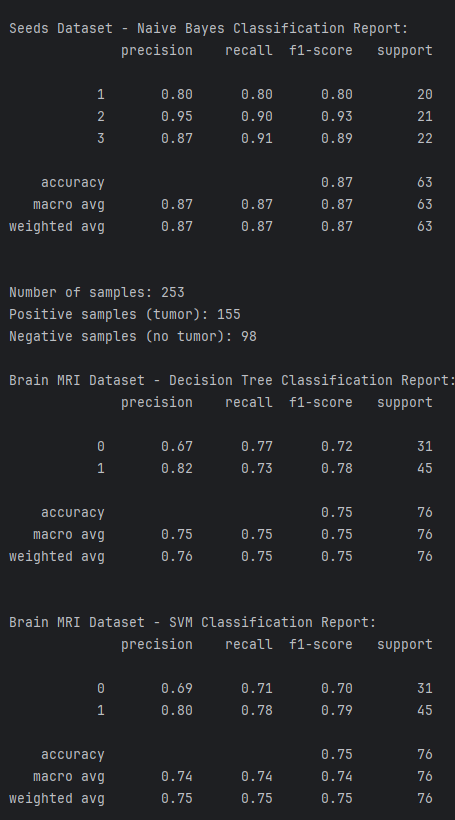 Seeds Dataset - Naive Bayes Classification Report:
              precision    recall  f1-score   support

           1       0.80      0.80      0.80        20
           2       0.95      0.90      0.93        21
           3       0.87      0.91      0.89        22

    accuracy                           0.87        63
   macro avg       0.87      0.87      0.87        63
weighted avg       0.87      0.87      0.87        63


Number of samples: 253
Positive samples (tumor): 155
Negative samples (no tumor): 98

Brain MRI Dataset - Decision Tree Classification Report:
              precision    recall  f1-score   support

           0       0.67      0.77      0.72        31
           1       0.82      0.73      0.78        45

    accuracy                           0.75        76
   macro avg       0.75      0.75      0.75        76
weighted avg       0.76      0.75      0.75        76


Brain MRI Dataset - SVM Classification Report:
              precision    recall  f1-score   support

           0       0.69      0.71      0.70        31
           1       0.80      0.78      0.79        45

    accuracy                           0.75        76
   macro avg       0.74      0.74      0.74        76
weighted avg       0.75      0.75      0.75        76